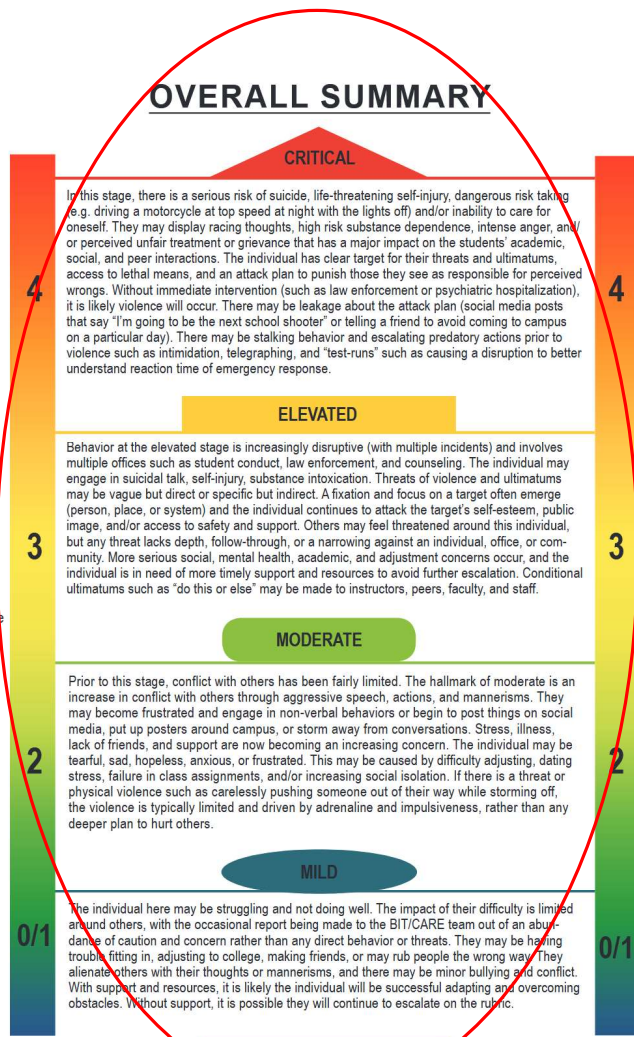 OVERALL SUMMARY
CRITICAL
In this stage, there is a serious risk of suicide, life-threatening self-injury, dangerous risk taking
(e.g. driving a motorcycle at top speed at night with the lights off) and/or inability to care for
oneself. They may display racing thoughts, high risk substance dependence, intense anger, and/
or perceived unfair treatment or grievance that has a major impact on the students' academic,
social, and peer interactions. The individual has clear target for their threats and ultimatums,
access to lethal means, and an attack plan to punish those they see as responsible for perceived
wrongs. Without immediate intervention (such as law enforcement or psychiatric hospitalization),
it is likely violence will occur. There may be leakage about the attack plan (social media posts
that say “I'm going to be the next school shooter” or telling a friend to avoid coming to campus
on a particular day). There may be stalking behavior and escalating predatory actions prior to
violence such as intimidation, telegraphing, and “test-runs” such as causing a disruption to better
understand reaction time of emergency response.
4 4
ELEVATED
Behavior at the elevated stage is increasingly disruptive (with multiple incidents) and involves
multiple offices such as student conduct, law enforcement, and counseling. The individual may
engage in suicidal talk, self-injury, substance intoxication. Threats of violence and ultimatums
may be vague but direct or specific but indirect. A fixation and focus on a target often emerge
(person, place, or system) and the individual continues to attack the target's self-esteem, public
image, and/or access to safety and support. Others may feel threatened around this individual,
but any threat lacks depth, follow-through, or a narrowing against an individual, office, or com-
munity. More serious social, mental health, academic, and adjustment concerns occur, and the
individual is in need of more timely support and resources to avoid further escalation. Conditional
ultimatums such as “do this or else” may be made to instructors, peers, faculty, and staff.
3 3
e
MODERATE
Prior to this stage, conflict with others has been fairly limited. The hallmark of moderate is an
increase in conflict with others through aggressive speech, actions, and mannerisms. They
may become frustrated and engage in non-verbal behaviors or begin to post things on social
media, put up posters around campus, or storm away from conversations. Stress, illness,
lack of friends, and support are now becoming an increasing concern. The individual may be
tearful, sad, hopeless, anxious, or frustrated. This may be caused by difficulty adjusting, dating
stress, failure in class assignments, and/or increasing social isolation. If there is a threat or
physical violence such as carelessly pushing someone out of their way while storming off,
the violence is typically limited and driven by adrenaline and impulsiveness, rather than any
deeper plan to hurt others.
2 2
MILD
The individual here may be struggling and not doing well. The impact of their difficulty is limited
around others, with the occasional report being made to the BIT/CARE team out of an abun-
dance of caution and concern rather than any direct behavior or threats. They may be having
trouble fitting in, adjusting to college, making friends, or may rub people the wrong way. They
alienate others with their thoughts or mannerisms, and there may be minor bullying and conflict.
With support and resources, it is likely the individual will be successful adapting and overcoming
obstacles. Without support, it is possible they will continue to escalate on the rubric.
0/1 0/1